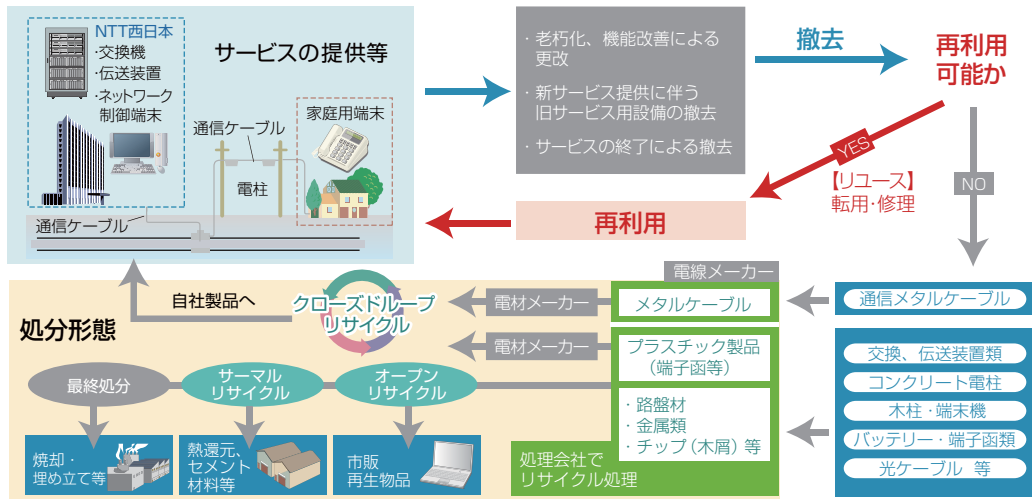 NTT西日本
・交換機
・伝送装置
・ネットワーク
制御端末
サービスの提供等
通信ケーブル
電柱
家庭用端末
通信ケーブル
・老朽化、機能改善による
更改
・新サービス提供に伴う
旧サービス用設備の撤去
・サービスの終了による撤去
撤去
再利用
可能か
YES
【リユース】
転用・修理
NO
再利用
電線メーカー
自社製品へ
クローズドループ
リサイクル
電材メーカー
メタルケーブル
通信メタルケーブル
処分形態
電材メーカー
プラスチック製品
（端子函等）
交換、伝送装置類
コンクリート電柱
木柱・端末機
バッテリー・端子函類
光ケーブル 等
最終処分
サーマル
リサイクル
オープン
リサイクル
・路盤材
・金属類
・チップ（木屑）等
処理会社で
リサイクル処理
焼却・
埋め立て等
熱還元、
セメント
材料等
市販
再生物品